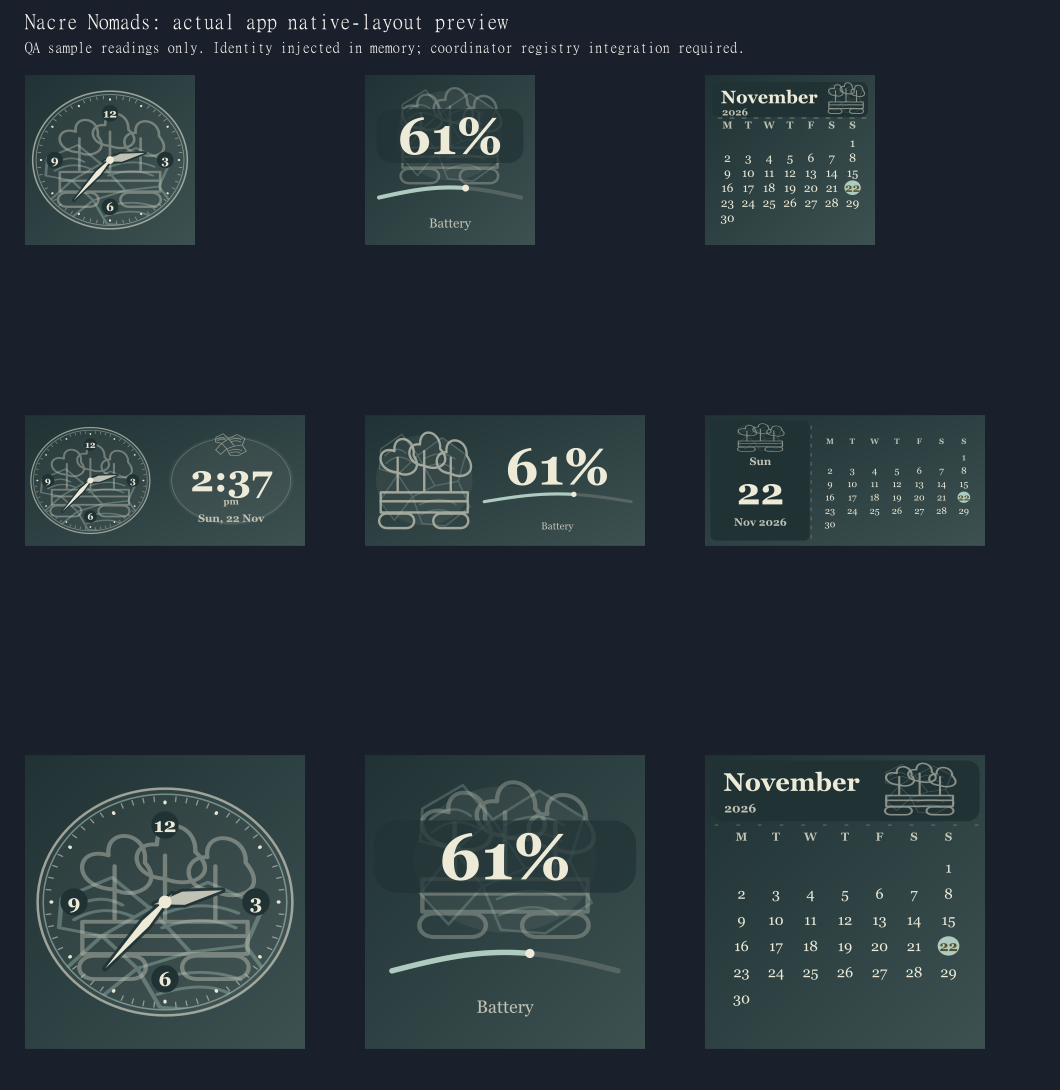 Nacre Nomads: actual app native-layout preview
QA sample readings only. Identity injected in memory; coordinator registry integration required.
12
9 3
6
61%
Battery
November
2026
M T W T F S S
1
2 3 4 5 6 7 8
9 10 11 12 13 14 15
16 17 18 19 20 21 22
23 24 25 26 27 28 29
30
12
9 3
6
2:37
pm
Sun, 22 Nov
61%
Battery
Sun
22
Nov 2026
M T W T F S S
1
2 3 4 5 6 7 8
9 10 11 12 13 14 15
16 17 18 19 20 21 22
23 24 25 26 27 28 29
30
12
9 3
6
61%
Battery
November
2026
M T W T F S S
1
2 3 4 5 6 7 8
9 10 11 12 13 14 15
16 17 18 19 20 21 22
23 24 25 26 27 28 29
30